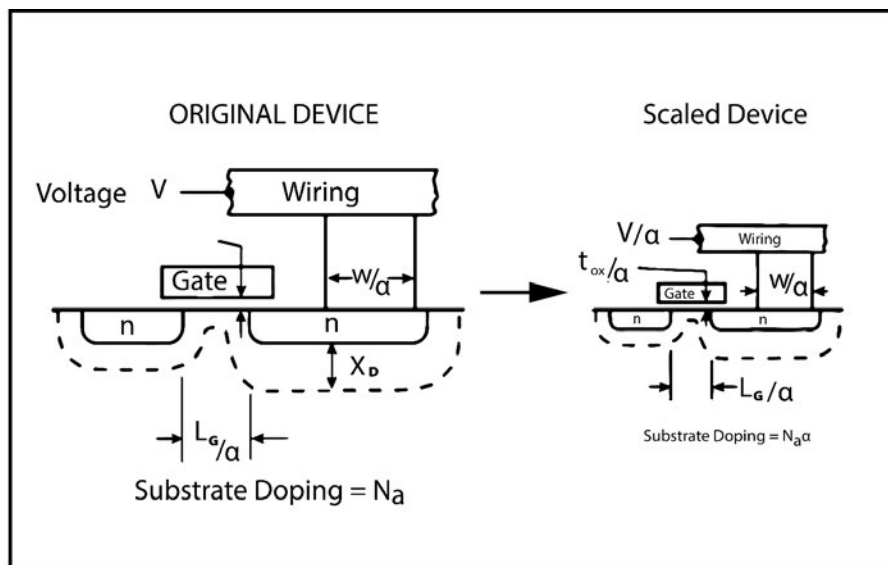 ORIGINAL DEVICE
Voltage V
Wiring
Gate
W/α
n
n
X_D
L_G/α
Substrate Doping = N_a
Scaled Device
V/α
Wiring
t_ox/α
Gate
W/α
n
n
L_G/α
Substrate Doping = N_aα